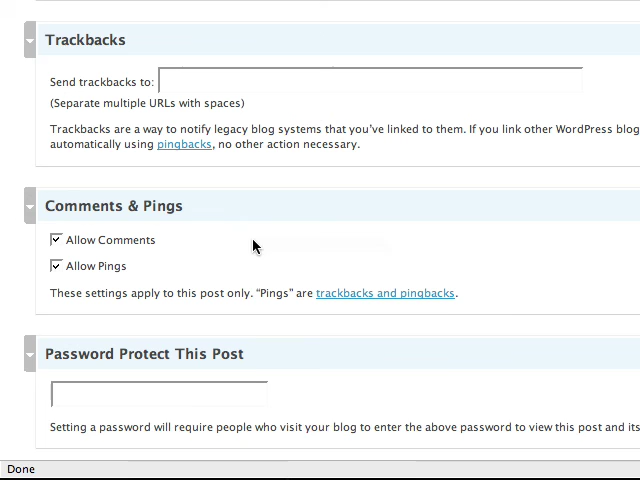 Trackbacks
Send trackbacks to:
(Separate multiple URLs with spaces)
Trackbacks are a way to notify legacy blog systems that you've linked to them. If you link other WordPress blog
automatically using pingbacks, no other action necessary.
Comments & Pings
Allow Comments
Allow Pings
These settings apply to this post only. “Pings” are trackbacks and pingbacks.
Password Protect This Post
Setting a password will require people who visit your blog to enter the above password to view this post and its
Done